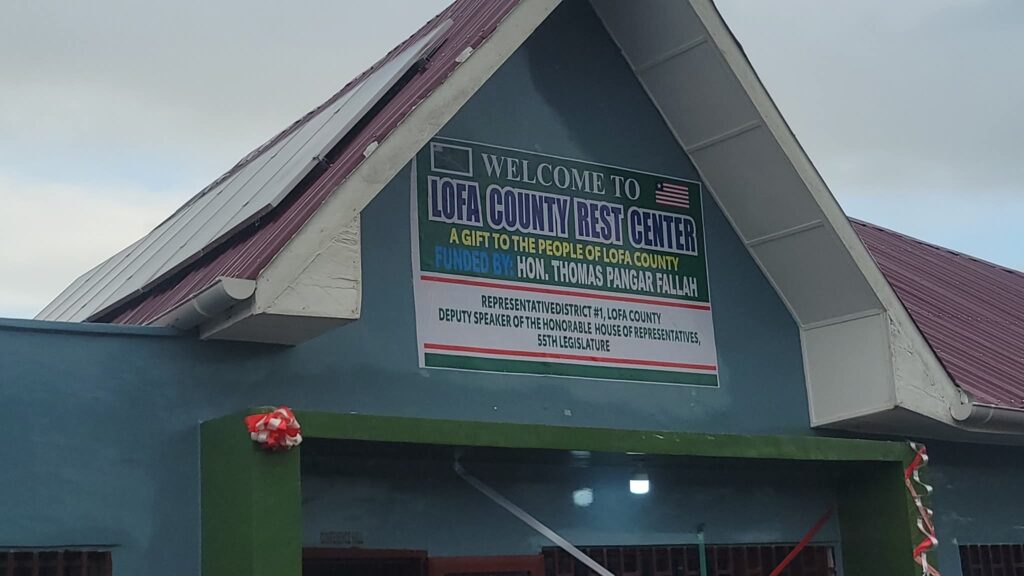 WELCOME TO
LOFA COUNTY REST CENTER
A GIFT TO THE PEOPLE OF LOFA COUNTY
FUNDED BY: HON. THOMAS PANGAR FALLAH
REPRESENTATIVEDISTRICT #1, LOFA COUNTY
DEPUTY SPEAKER OF THE HONORABLE HOUSE OF REPRESENTATIVES,
55TH LEGISLATURE